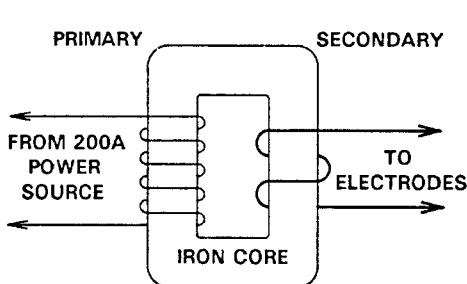 PRIMARY
SECONDARY
FROM 200A
POWER
SOURCE
TO
ELECTRODES
IRON CORE